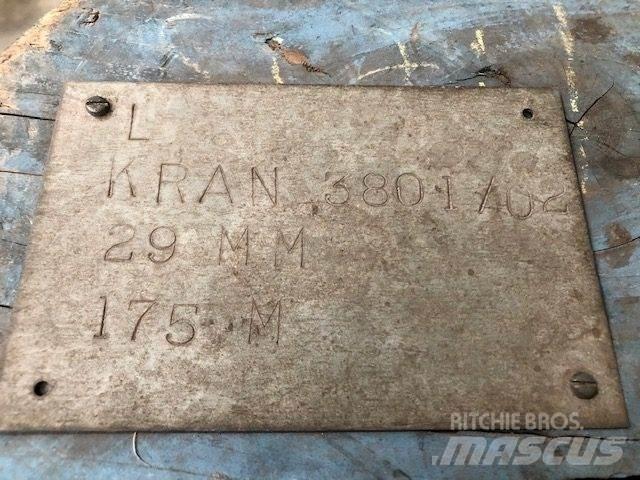 L
KRAN 3801/02
29 MM
175 M
RITCHIE BROS.
MASCUS